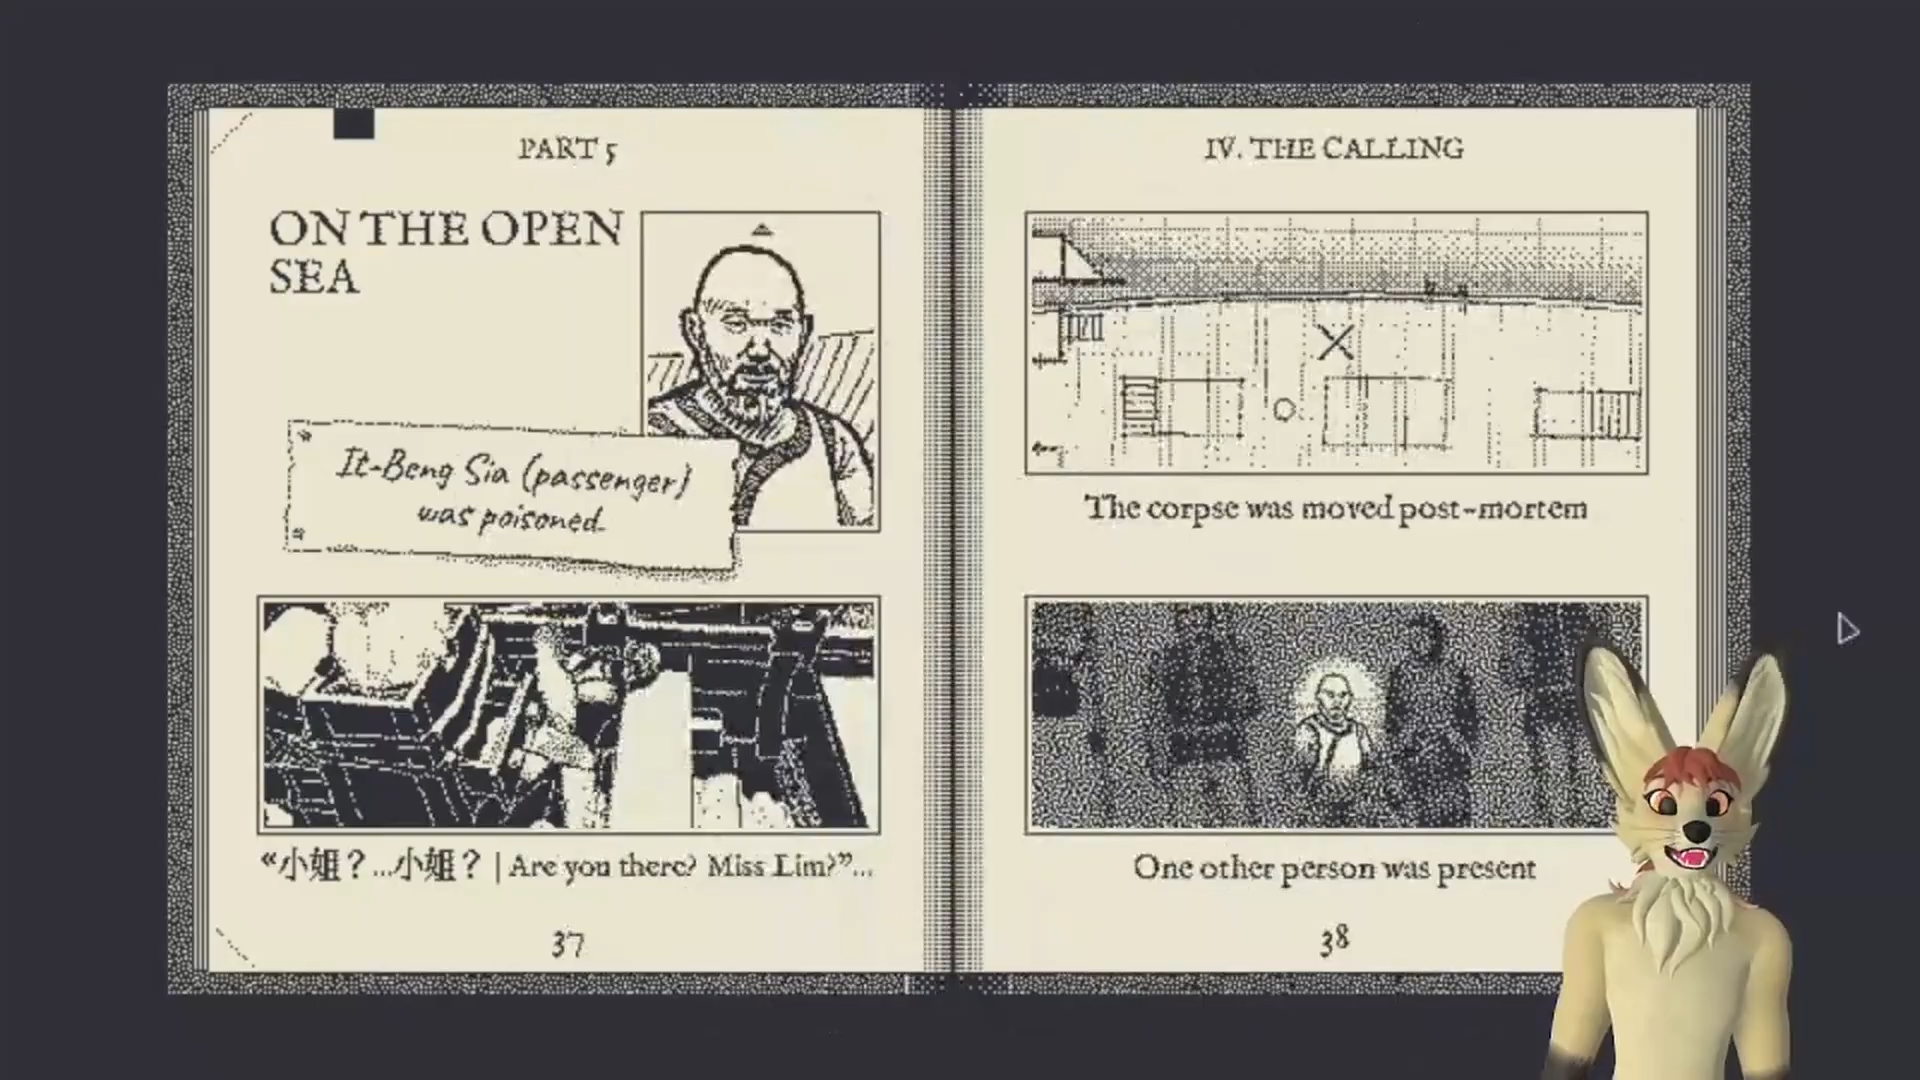 PART 5
ON THE OPEN
SEA
It-Beng Sia (passenger)
was poisoned.
“小姐？...小姐？ | Are you there? Miss Lim?”...
37
IV. THE CALLING
The corpse was moved post-mortem
One other person was present
38